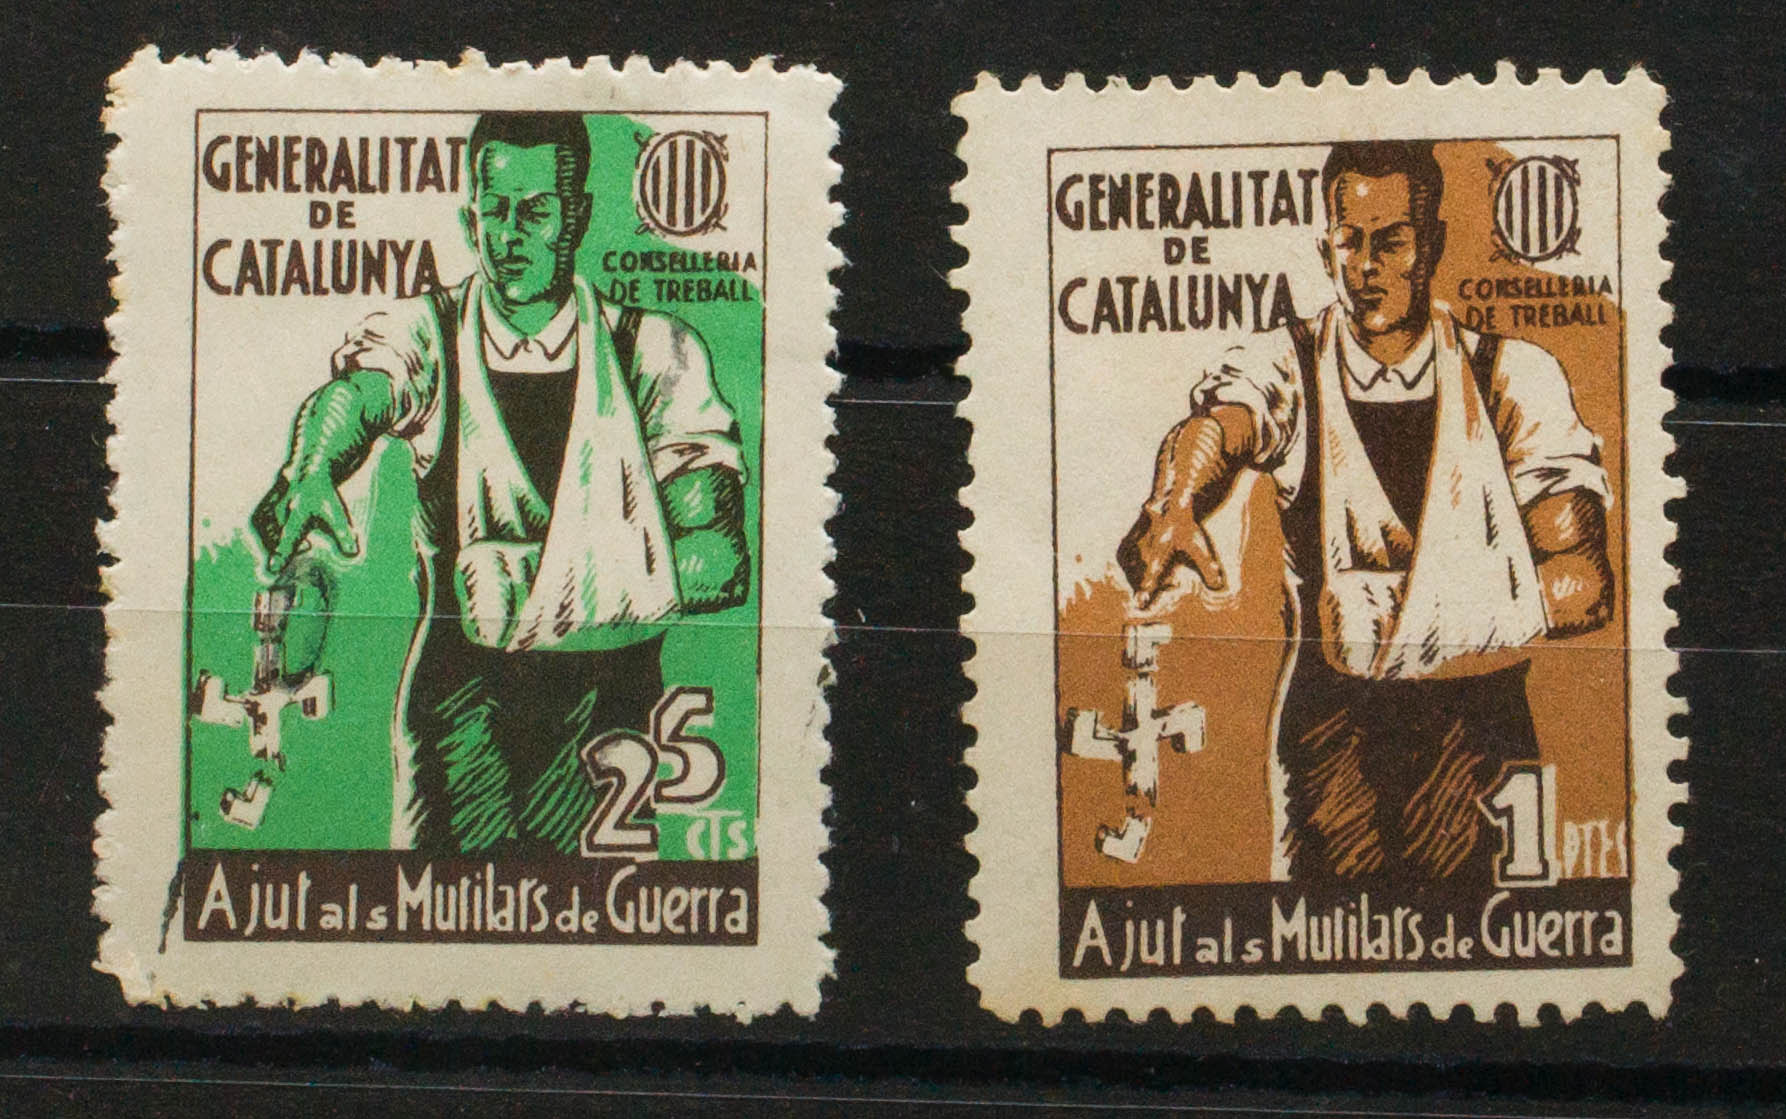 GENERALITAT
DE
CATALUNYA
CONSELLERIA
DE TREBALL
25
CTS
Ajut als Mutilats de Guerra
GENERALITAT
DE
CATALUNYA
CONSELLERIA
DE TREBALL
1 PTES
Ajut als Mutilats de Guerra